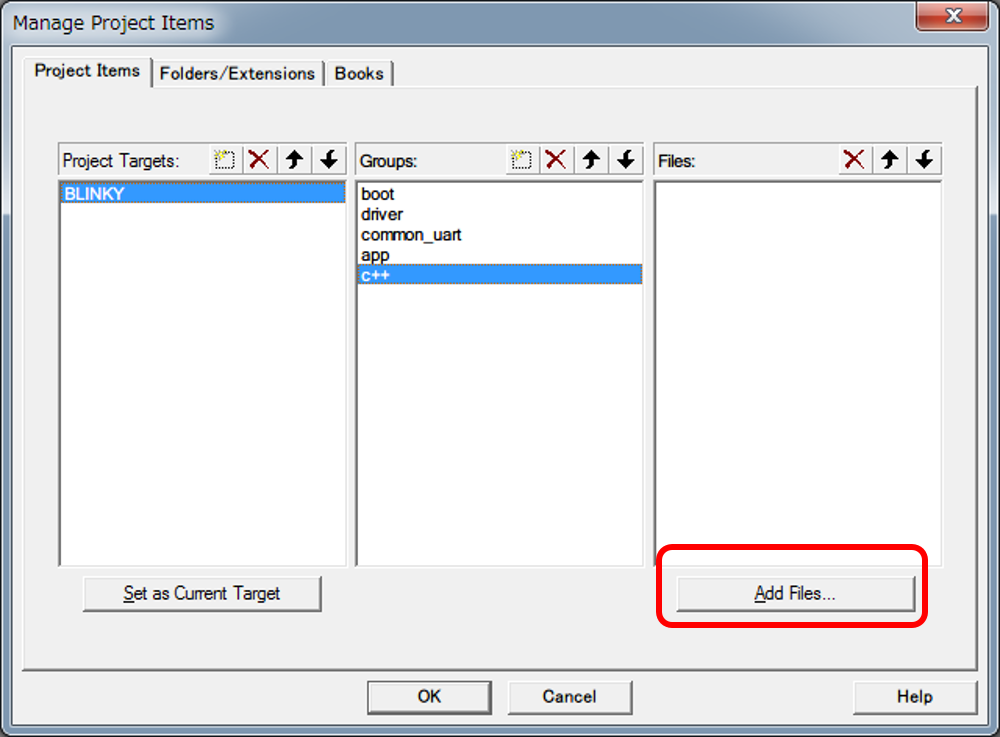 Manage Project Items
Project Items
Folders/Extensions
Books
Project Targets:
Groups:
Files:
BLINKY
boot
driver
common_uart
app
c++
Set as Current Target
Add Files...
OK
Cancel
Help